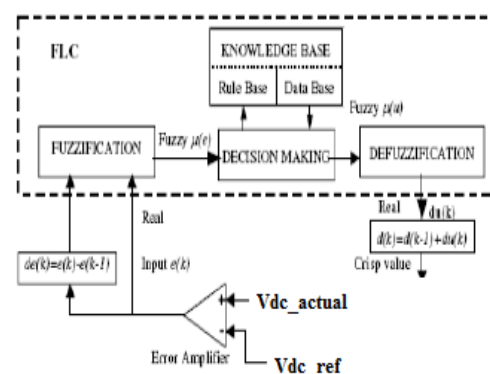 FLC
KNOWLEDGE BASE
Rule Base
Data Base
Fuzzy μ(e)
Fuzzy μ(u)
FUZZIFICATION
DECISION MAKING
DEFUZZIFICATION
Real
Real
du(k)
de(k)=e(k)-e(k-1)
Input e(k)
d(k)=d(k-1)+du(k)
Crisp value
+
Vdc_actual
-
Error Amplifier
Vdc_ref